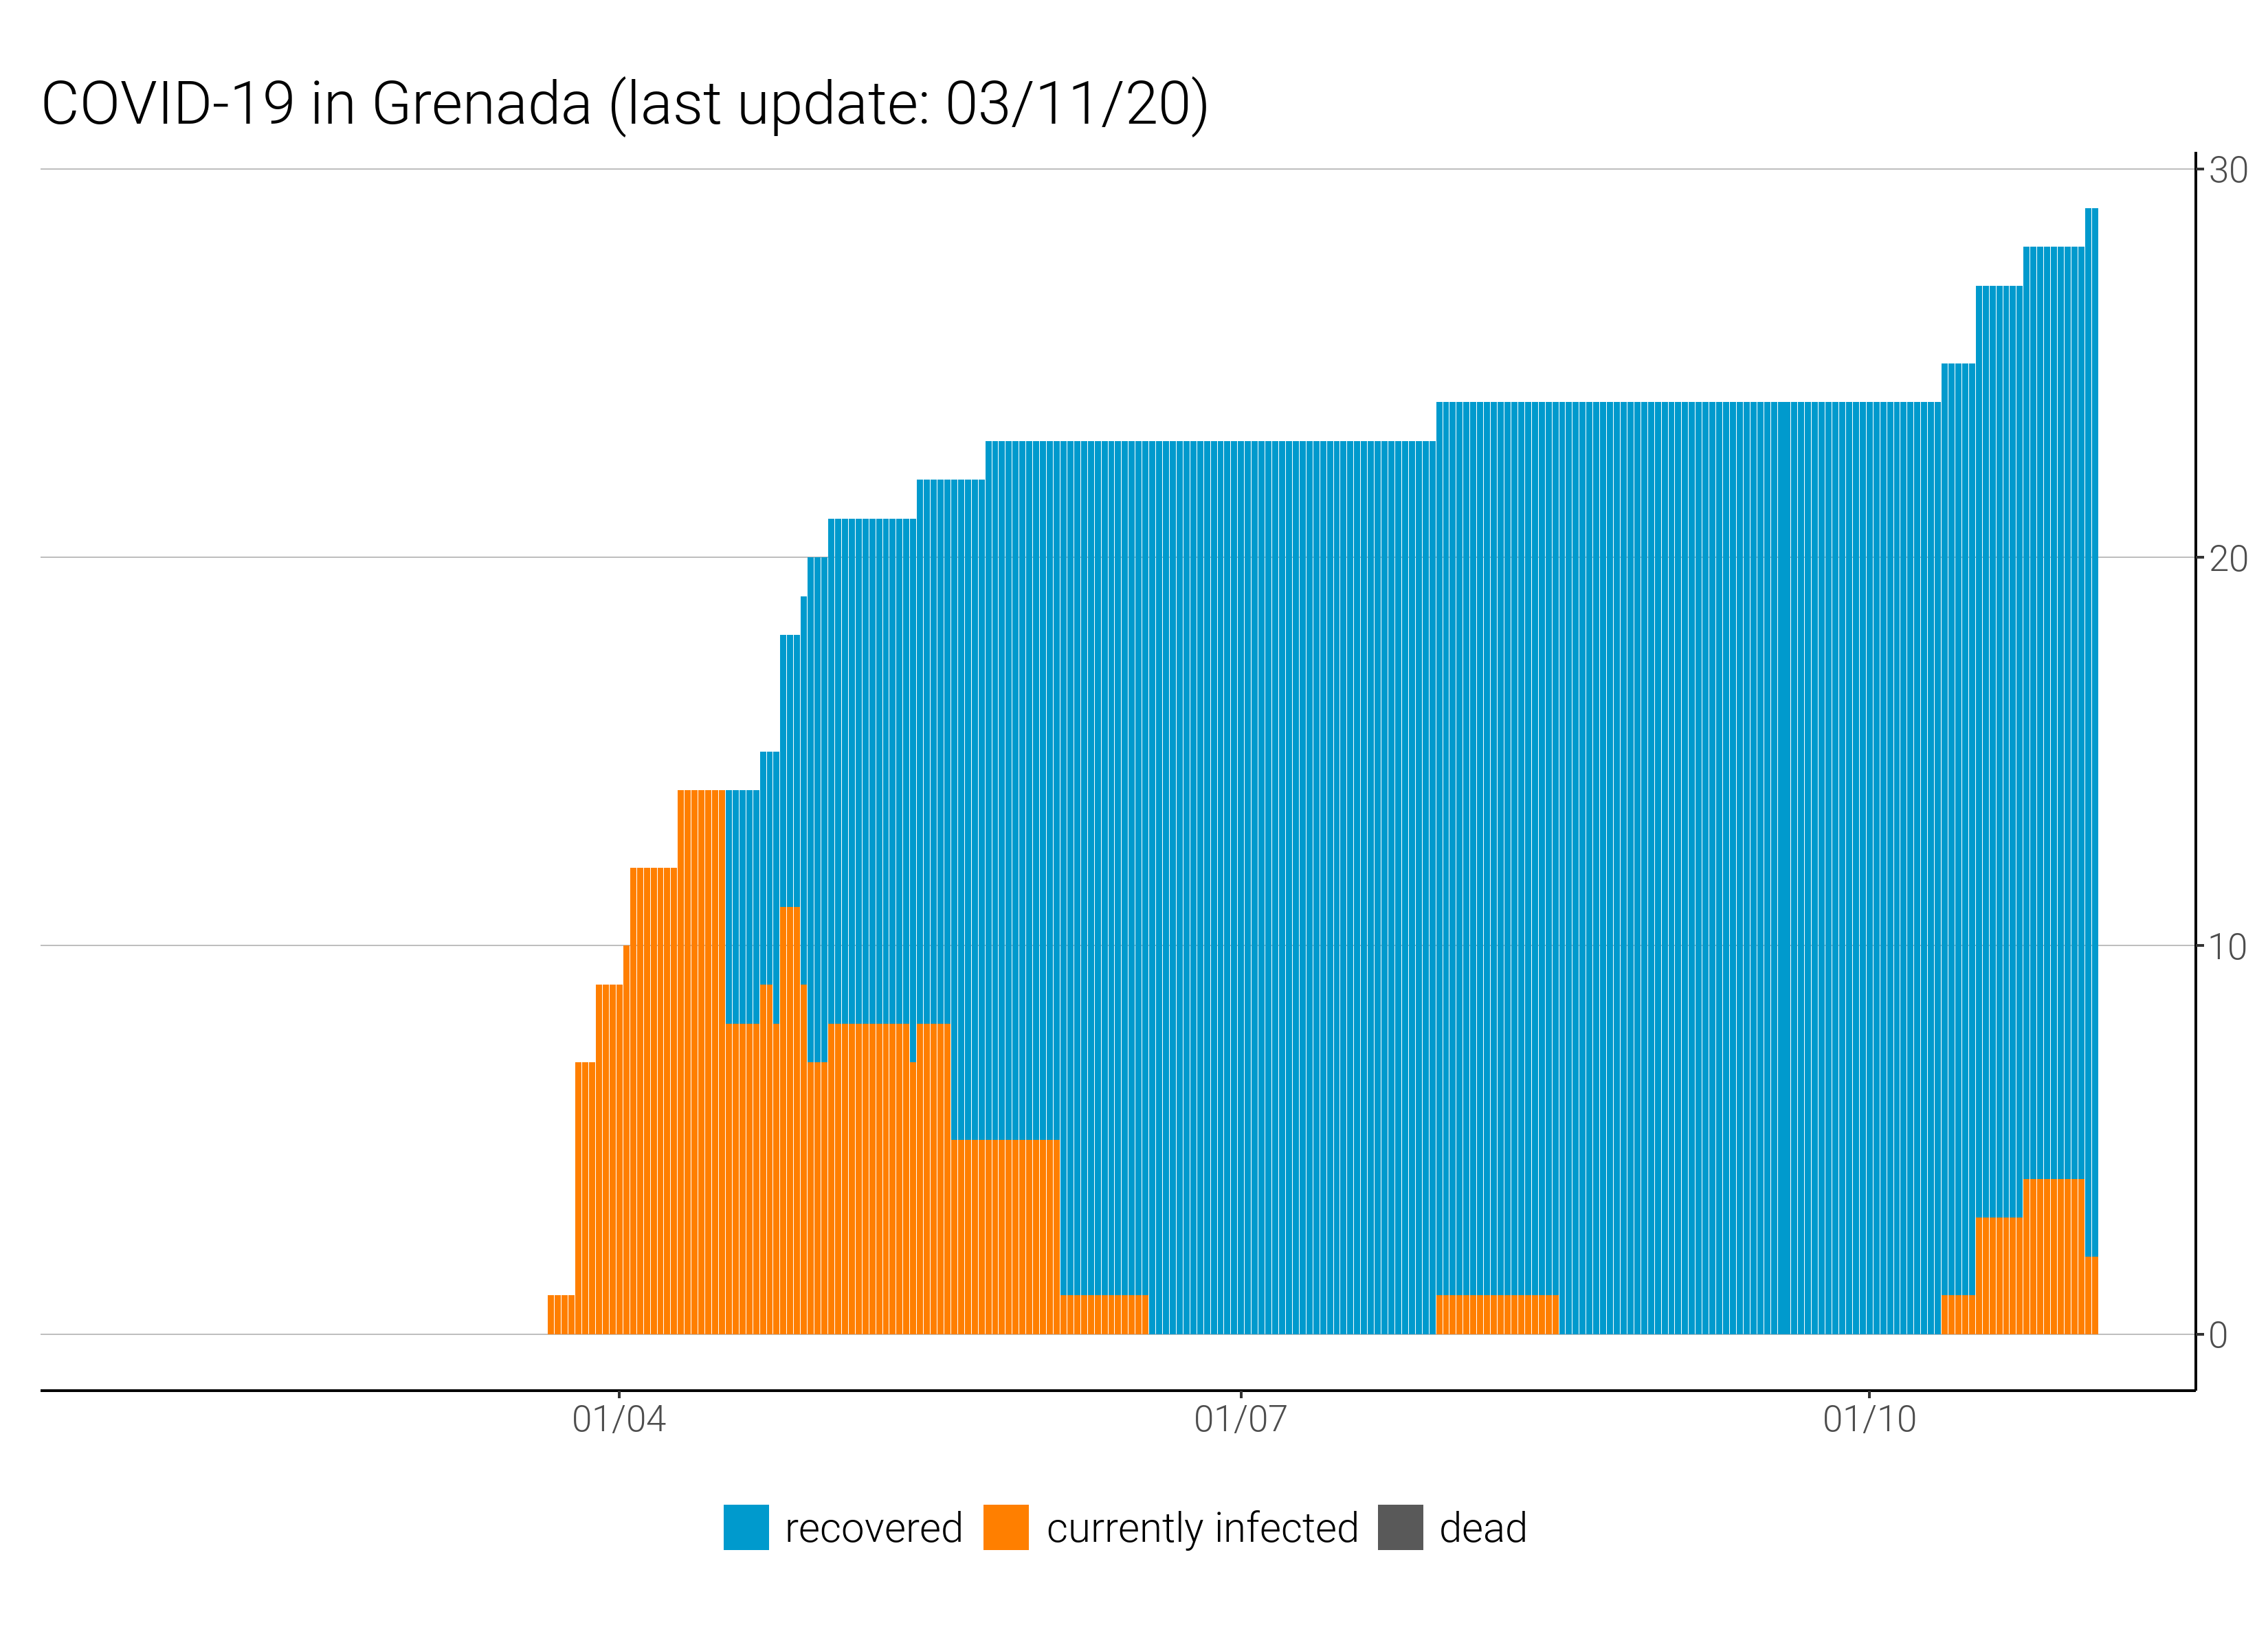 COVID-19 in Grenada (last update: 03/11/20)
30
20
10
0
01/04 01/07 01/10
recovered currently infected dead